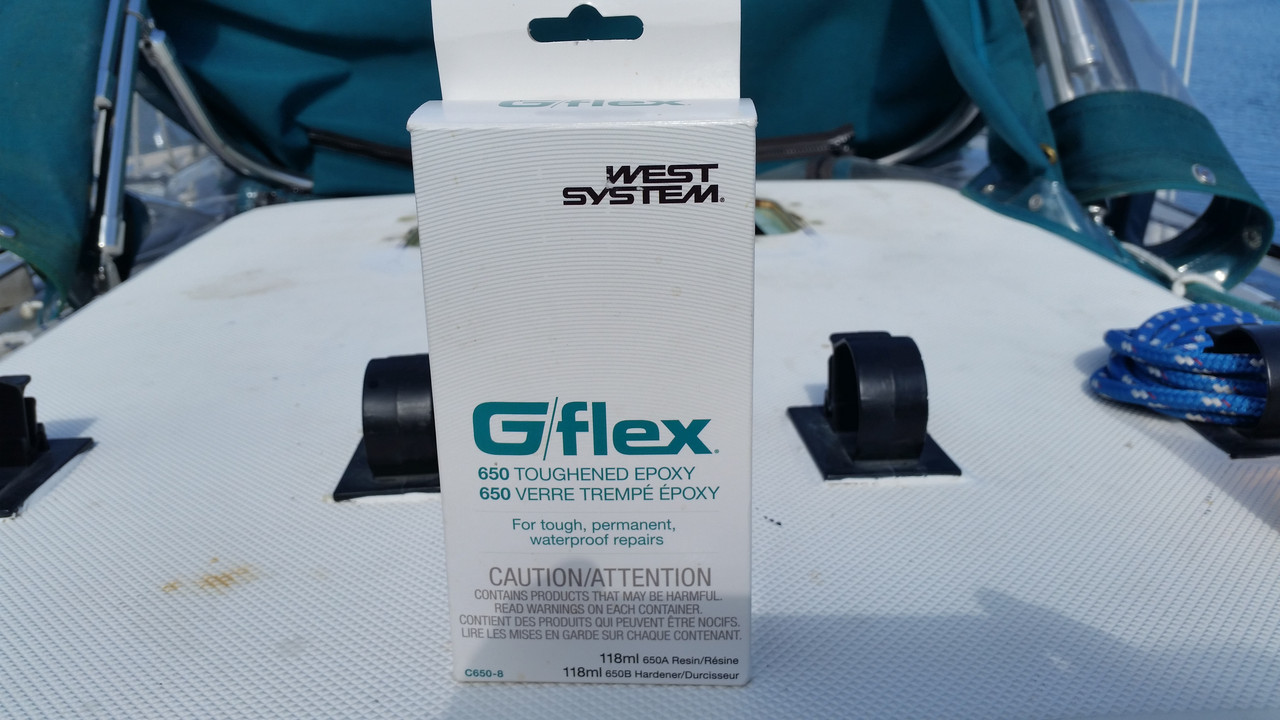 G/flex
WEST
SYSTEM®
G/flex®
650 TOUGHENED EPOXY
650 VERRE TREMPÉ ÉPOXY
For tough, permanent,
waterproof repairs
CAUTION/ATTENTION
CONTAINS PRODUCTS THAT MAY BE HARMFUL.
READ WARNINGS ON EACH CONTAINER.
CONTIENT DES PRODUITS QUI PEUVENT ÊTRE NOCIFS.
LIRE LES MISES EN GARDE SUR CHAQUE CONTENANT.
118ml 650A Resin/Résine
C650-8 118ml 650B Hardener/Durcisseur